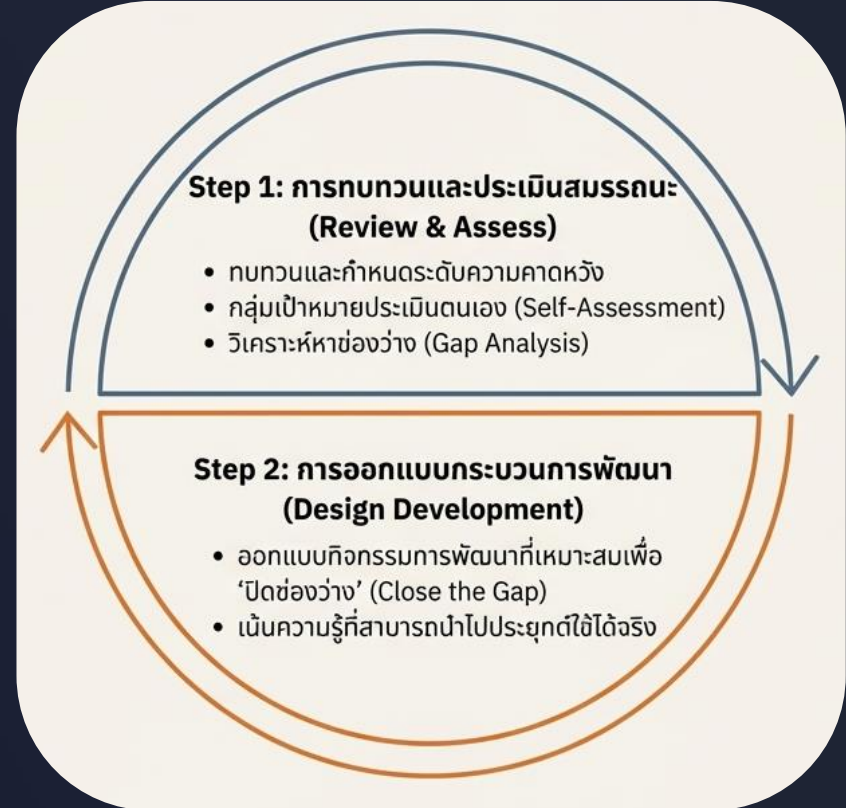 Step 1: การทบทวนและประเมินสมรรถนะ
(Review & Assess)
• ทบทวนและกำหนดระดับความคาดหวัง
• กลุ่มเป้าหมายประเมินตนเอง (Self-Assessment)
• วิเคราะห์หาช่องว่าง (Gap Analysis)
Step 2: การออกแบบกระบวนการพัฒนา
(Design Development)
• ออกแบบกิจกรรมการพัฒนาที่เหมาะสมเพื่อ
‘ปิดช่องว่าง’ (Close the Gap)
• เน้นความรู้ที่สามารถนำไปประยุกต์ใช้ได้จริง